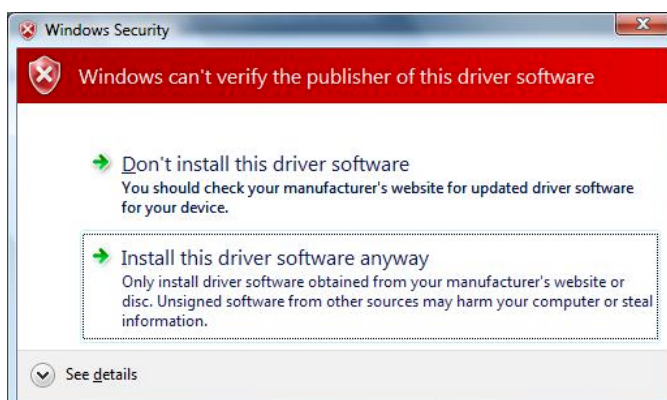 Windows Security
Windows can't verify the publisher of this driver software
Don't install this driver software
You should check your manufacturer's website for updated driver software
for your device.
Install this driver software anyway
Only install driver software obtained from your manufacturer's website or
disc. Unsigned software from other sources may harm your computer or steal
information.
See details